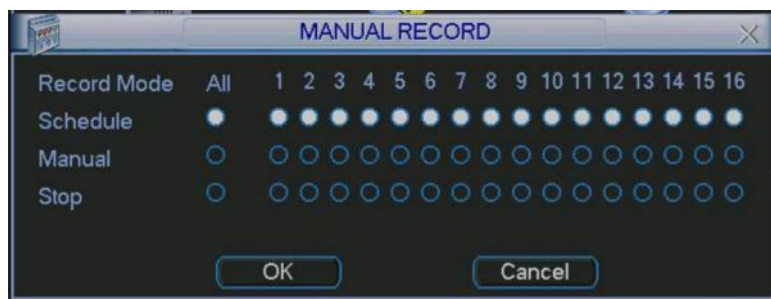 MANUAL RECORD
Record Mode All 1 2 3 4 5 6 7 8 9 10 11 12 13 14 15 16
Schedule
Manual
Stop
OK Cancel